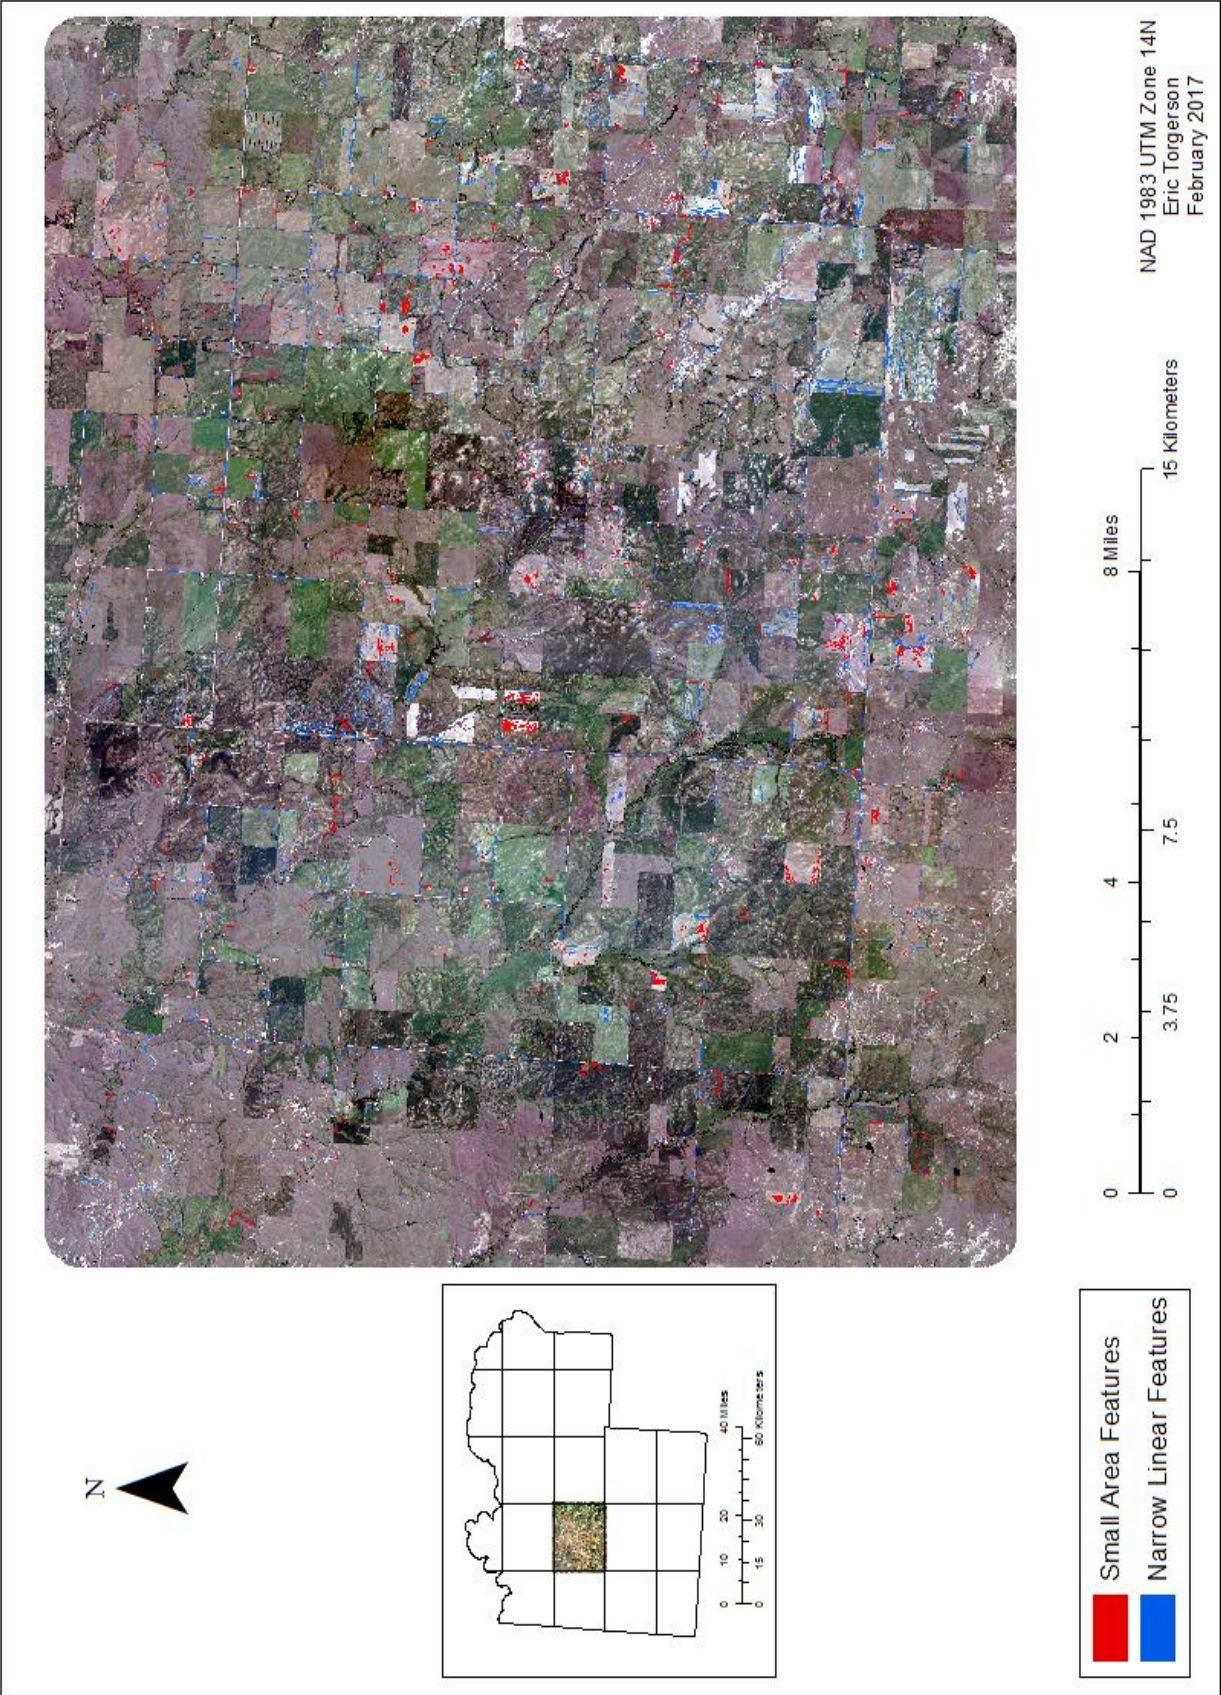 N
0 10 20 40 Miles
0 15 30 60 Kilometers
Small Area Features
Narrow Linear Features
0 2 4 8 Miles
0 3.75 7.5 15 Kilometers
NAD 1983 UTM Zone 14N
Eric Torgerson
February 2017